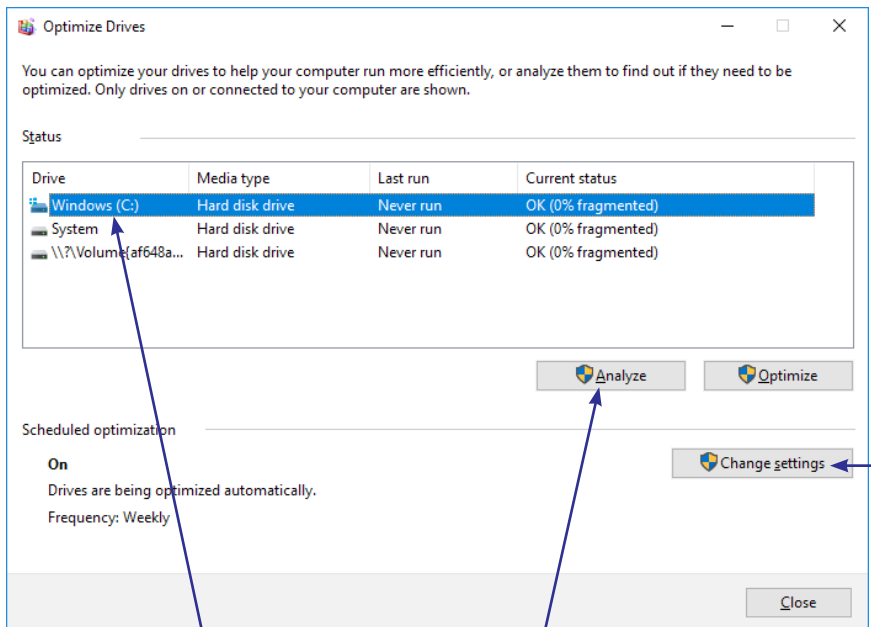 Optimize Drives
You can optimize your drives to help your computer run more efficiently, or analyze them to find out if they need to be
optimized. Only drives on or connected to your computer are shown.
Status
Drive Media type Last run Current status
Windows (C:) Hard disk drive Never run OK (0% fragmented)
System Hard disk drive Never run OK (0% fragmented)
\\?\Volume{af648a... Hard disk drive Never run OK (0% fragmented)
Analyze Optimize
Scheduled optimization
On
Change settings
Drives are being optimized automatically.
Frequency: Weekly
Close